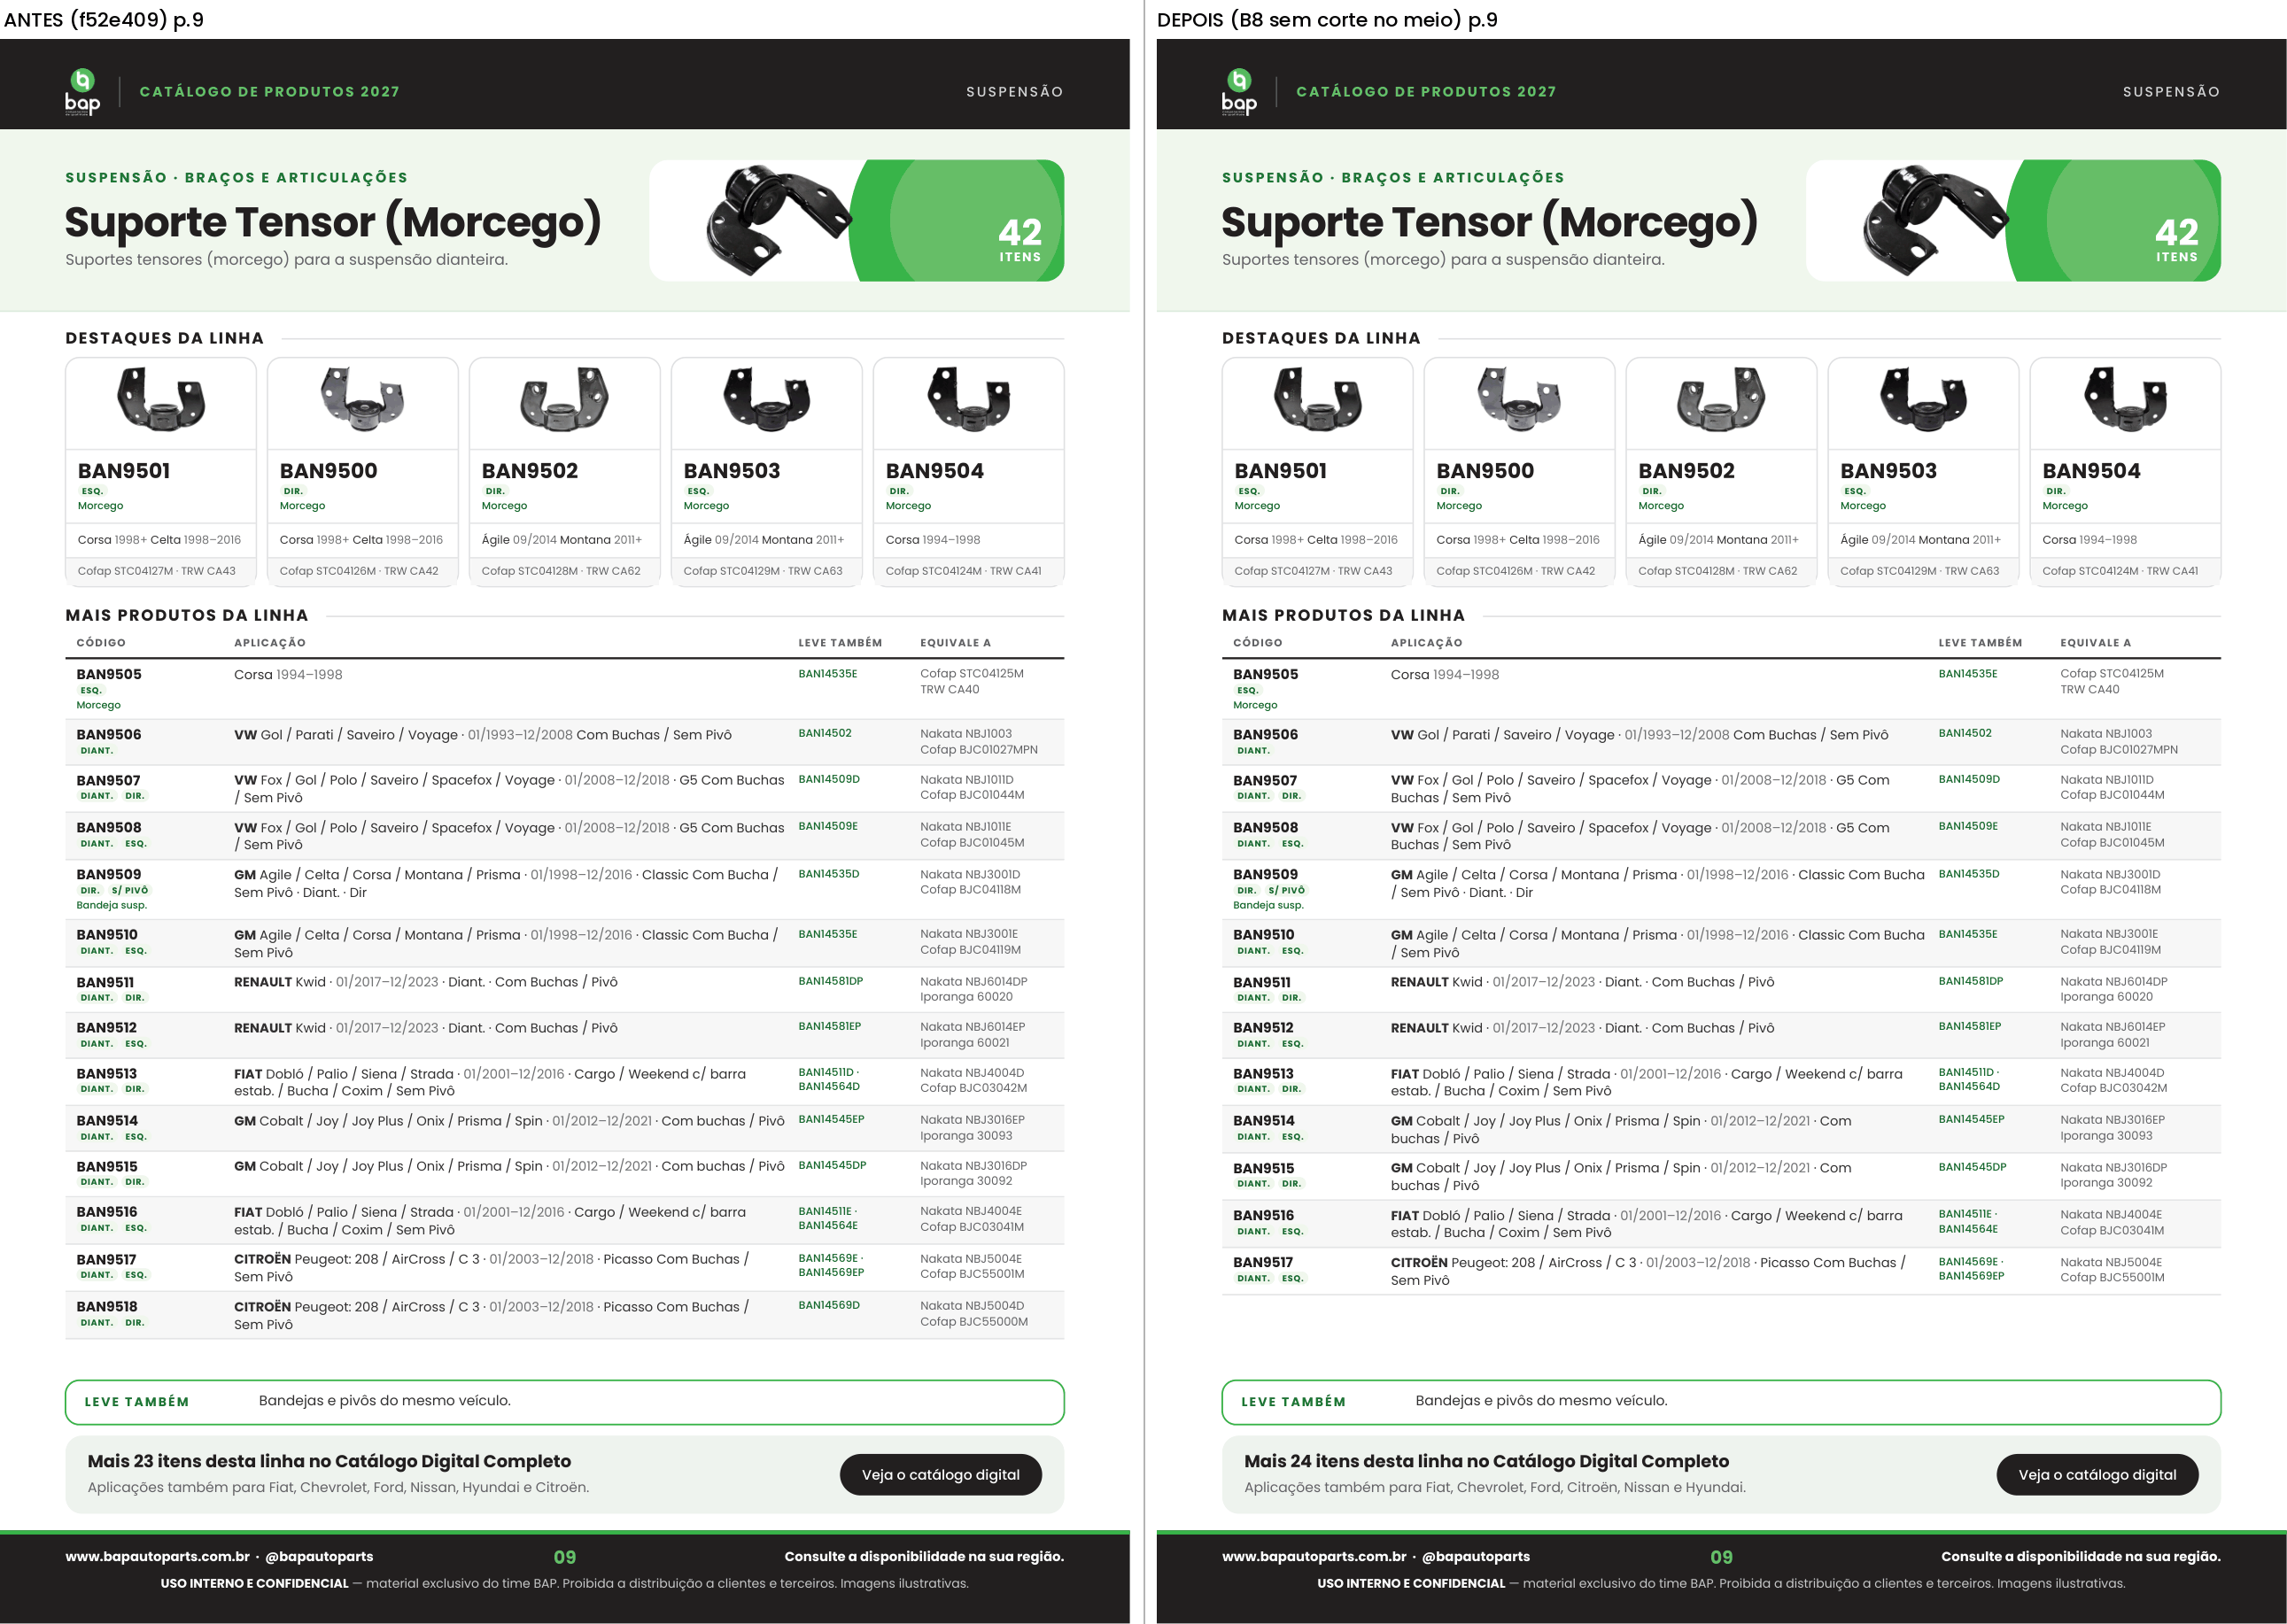 ANTES (f52e409) p.9
bap
CATÁLOGO DE PRODUTOS 2027
SUSPENSÃO
SUSPENSÃO · BRAÇOS E ARTICULAÇÕES
Suporte Tensor (Morcego)
Suportes tensores (morcego) para a suspensão dianteira.
42
ITENS
DESTAQUES DA LINHA
BAN9501
ESQ.
Morcego
Corsa 1998+ Celta 1998–2016
Cofap STC04127M · TRW CA43
BAN9500
DIR.
Morcego
Corsa 1998+ Celta 1998–2016
Cofap STC04126M · TRW CA42
BAN9502
DIR.
Morcego
Ágile 09/2014 Montana 2011+
Cofap STC04128M · TRW CA62
BAN9503
ESQ.
Morcego
Ágile 09/2014 Montana 2011+
Cofap STC04129M · TRW CA63
BAN9504
DIR.
Morcego
Corsa 1994–1998
Cofap STC04124M · TRW CA41
MAIS PRODUTOS DA LINHA
CÓDIGO APLICAÇÃO LEVE TAMBÉM EQUIVALE A
BAN9505 Corsa 1994–1998 BAN14535E Cofap STC04125M
ESQ. TRW CA40
Morcego
BAN9506 VW Gol / Parati / Saveiro / Voyage · 01/1993–12/2008 Com Buchas / Sem Pivô BAN14502 Nakata NBJ1003
DIANT. Cofap BJC01027MPN
BAN9507 VW Fox / Gol / Polo / Saveiro / Spacefox / Voyage · 01/2008–12/2018 · G5 Com Buchas BAN14509D Nakata NBJ1011D
DIANT. DIR. / Sem Pivô Cofap BJC01044M
BAN9508 VW Fox / Gol / Polo / Saveiro / Spacefox / Voyage · 01/2008–12/2018 · G5 Com Buchas BAN14509E Nakata NBJ1011E
DIANT. ESQ. / Sem Pivô Cofap BJC01045M
BAN9509 GM Agile / Celta / Corsa / Montana / Prisma · 01/1998–12/2016 · Classic Com Bucha / BAN14535D Nakata NBJ3001D
DIR. S/ PIVÔ Sem Pivô · Diant. · Dir Cofap BJC04118M
Bandeja susp.
BAN9510 GM Agile / Celta / Corsa / Montana / Prisma · 01/1998–12/2016 · Classic Com Bucha / BAN14535E Nakata NBJ3001E
DIANT. ESQ. Sem Pivô Cofap BJC04119M
BAN9511 RENAULT Kwid · 01/2017–12/2023 · Diant. · Com Buchas / Pivô BAN14581DP Nakata NBJ6014DP
DIANT. DIR. Iporanga 60020
BAN9512 RENAULT Kwid · 01/2017–12/2023 · Diant. · Com Buchas / Pivô BAN14581EP Nakata NBJ6014EP
DIANT. ESQ. Iporanga 60021
BAN9513 FIAT Dobló / Palio / Siena / Strada · 01/2001–12/2016 · Cargo / Weekend c/ barra BAN14511D · Nakata NBJ4004D
DIANT. DIR. estab. / Bucha / Coxim / Sem Pivô BAN14564D Cofap BJC03042M
BAN9514 GM Cobalt / Joy / Joy Plus / Onix / Prisma / Spin · 01/2012–12/2021 · Com buchas / Pivô BAN14545EP Nakata NBJ3016EP
DIANT. ESQ. Iporanga 30093
BAN9515 GM Cobalt / Joy / Joy Plus / Onix / Prisma / Spin · 01/2012–12/2021 · Com buchas / Pivô BAN14545DP Nakata NBJ3016DP
DIANT. DIR. Iporanga 30092
BAN9516 FIAT Dobló / Palio / Siena / Strada · 01/2001–12/2016 · Cargo / Weekend c/ barra BAN14511E · Nakata NBJ4004E
DIANT. ESQ. estab. / Bucha / Coxim / Sem Pivô BAN14564E Cofap BJC03041M
BAN9517 CITROËN Peugeot: 208 / AirCross / C 3 · 01/2003–12/2018 · Picasso Com Buchas / BAN14569E · Nakata NBJ5004E
DIANT. ESQ. Sem Pivô BAN14569EP Cofap BJC55001M
BAN9518 CITROËN Peugeot: 208 / AirCross / C 3 · 01/2003–12/2018 · Picasso Com Buchas / BAN14569D Nakata NBJ5004D
DIANT. DIR. Sem Pivô Cofap BJC55000M
LEVE TAMBÉM Bandejas e pivôs do mesmo veículo.
Mais 23 itens desta linha no Catálogo Digital Completo
Aplicações também para Fiat, Chevrolet, Ford, Nissan, Hyundai e Citroën.
Veja o catálogo digital
www.bapautoparts.com.br · @bapautoparts 09 Consulte a disponibilidade na sua região.
USO INTERNO E CONFIDENCIAL — material exclusivo do time BAP. Proibida a distribuição a clientes e terceiros. Imagens ilustrativas.
DEPOIS (B8 sem corte no meio) p.9
bap
CATÁLOGO DE PRODUTOS 2027
SUSPENSÃO
SUSPENSÃO · BRAÇOS E ARTICULAÇÕES
Suporte Tensor (Morcego)
Suportes tensores (morcego) para a suspensão dianteira.
42
ITENS
DESTAQUES DA LINHA
BAN9501
ESQ.
Morcego
Corsa 1998+ Celta 1998–2016
Cofap STC04127M · TRW CA43
BAN9500
DIR.
Morcego
Corsa 1998+ Celta 1998–2016
Cofap STC04126M · TRW CA42
BAN9502
DIR.
Morcego
Ágile 09/2014 Montana 2011+
Cofap STC04128M · TRW CA62
BAN9503
ESQ.
Morcego
Ágile 09/2014 Montana 2011+
Cofap STC04129M · TRW CA63
BAN9504
DIR.
Morcego
Corsa 1994–1998
Cofap STC04124M · TRW CA41
MAIS PRODUTOS DA LINHA
CÓDIGO APLICAÇÃO LEVE TAMBÉM EQUIVALE A
BAN9505 Corsa 1994–1998 BAN14535E Cofap STC04125M
ESQ. TRW CA40
Morcego
BAN9506 VW Gol / Parati / Saveiro / Voyage · 01/1993–12/2008 Com Buchas / Sem Pivô BAN14502 Nakata NBJ1003
DIANT. Cofap BJC01027MPN
BAN9507 VW Fox / Gol / Polo / Saveiro / Spacefox / Voyage · 01/2008–12/2018 · G5 Com BAN14509D Nakata NBJ1011D
DIANT. DIR. Buchas / Sem Pivô Cofap BJC01044M
BAN9508 VW Fox / Gol / Polo / Saveiro / Spacefox / Voyage · 01/2008–12/2018 · G5 Com BAN14509E Nakata NBJ1011E
DIANT. ESQ. Buchas / Sem Pivô Cofap BJC01045M
BAN9509 GM Agile / Celta / Corsa / Montana / Prisma · 01/1998–12/2016 · Classic Com Bucha BAN14535D Nakata NBJ3001D
DIR. S/ PIVÔ / Sem Pivô · Diant. · Dir Cofap BJC04118M
Bandeja susp.
BAN9510 GM Agile / Celta / Corsa / Montana / Prisma · 01/1998–12/2016 · Classic Com Bucha BAN14535E Nakata NBJ3001E
DIANT. ESQ. / Sem Pivô Cofap BJC04119M
BAN9511 RENAULT Kwid · 01/2017–12/2023 · Diant. · Com Buchas / Pivô BAN14581DP Nakata NBJ6014DP
DIANT. DIR. Iporanga 60020
BAN9512 RENAULT Kwid · 01/2017–12/2023 · Diant. · Com Buchas / Pivô BAN14581EP Nakata NBJ6014EP
DIANT. ESQ. Iporanga 60021
BAN9513 FIAT Dobló / Palio / Siena / Strada · 01/2001–12/2016 · Cargo / Weekend c/ barra BAN14511D · Nakata NBJ4004D
DIANT. DIR. estab. / Bucha / Coxim / Sem Pivô BAN14564D Cofap BJC03042M
BAN9514 GM Cobalt / Joy / Joy Plus / Onix / Prisma / Spin · 01/2012–12/2021 · Com BAN14545EP Nakata NBJ3016EP
DIANT. ESQ. buchas / Pivô Iporanga 30093
BAN9515 GM Cobalt / Joy / Joy Plus / Onix / Prisma / Spin · 01/2012–12/2021 · Com BAN14545DP Nakata NBJ3016DP
DIANT. DIR. buchas / Pivô Iporanga 30092
BAN9516 FIAT Dobló / Palio / Siena / Strada · 01/2001–12/2016 · Cargo / Weekend c/ barra BAN14511E · Nakata NBJ4004E
DIANT. ESQ. estab. / Bucha / Coxim / Sem Pivô BAN14564E Cofap BJC03041M
BAN9517 CITROËN Peugeot: 208 / AirCross / C 3 · 01/2003–12/2018 · Picasso Com Buchas / BAN14569E · Nakata NBJ5004E
DIANT. ESQ. Sem Pivô BAN14569EP Cofap BJC55001M
LEVE TAMBÉM Bandejas e pivôs do mesmo veículo.
Mais 24 itens desta linha no Catálogo Digital Completo
Aplicações também para Fiat, Chevrolet, Ford, Citroën, Nissan e Hyundai.
Veja o catálogo digital
www.bapautoparts.com.br · @bapautoparts 09 Consulte a disponibilidade na sua região.
USO INTERNO E CONFIDENCIAL — material exclusivo do time BAP. Proibida a distribuição a clientes e terceiros. Imagens ilustrativas.